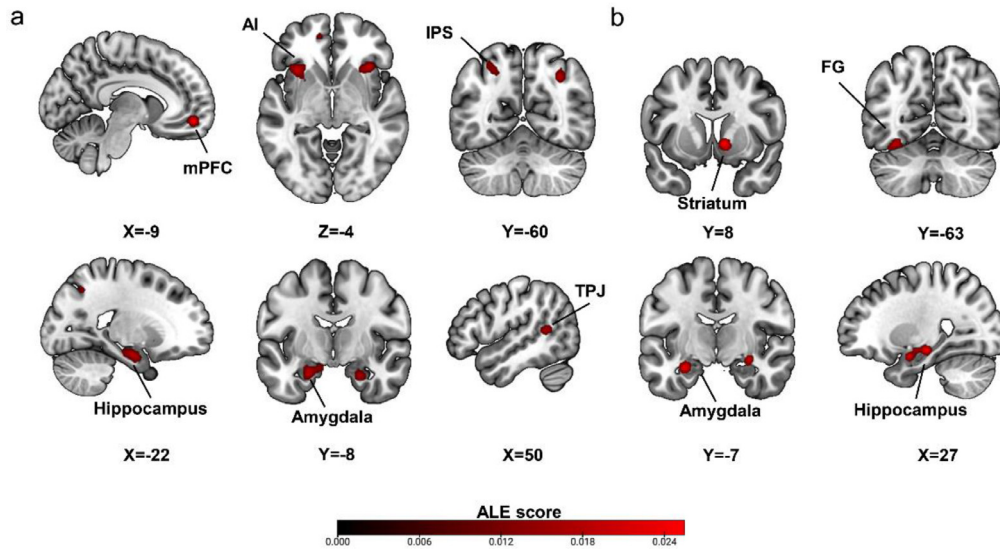 a
b
AI
IPS
FG
mPFC
Striatum
X=-9
Z=-4
Y=-60
Y=8
Y=-63
TPJ
Hippocampus
Amygdala
Amygdala
Hippocampus
X=-22
Y=-8
X=50
Y=-7
X=27
ALE score
0.000
0.006
0.012
0.018
0.024